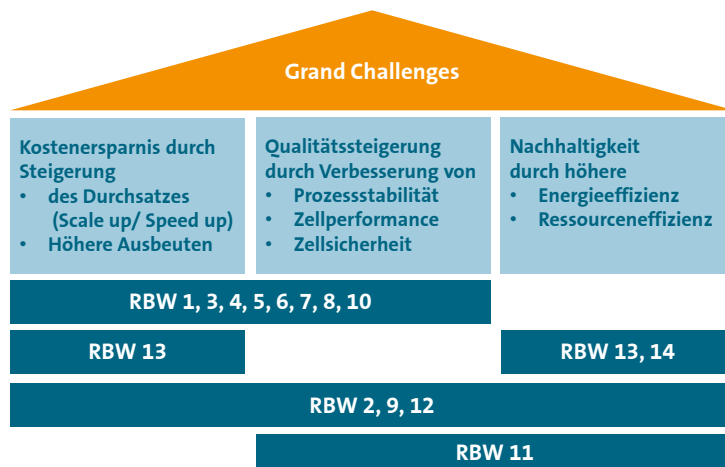 Grand Challenges
Kostenersparnis durch
Steigerung
• des Durchsatzes
(Scale up/ Speed up)
• Höhere Ausbeuten
Qualitätssteigerung
durch Verbesserung von
• Prozessstabilität
• Zellperformance
• Zellsicherheit
Nachhaltigkeit
durch höhere
• Energieeffizienz
• Ressourceneffizienz
RBW 1, 3, 4, 5, 6, 7, 8, 10
RBW 13
RBW 13, 14
RBW 2, 9, 12
RBW 11